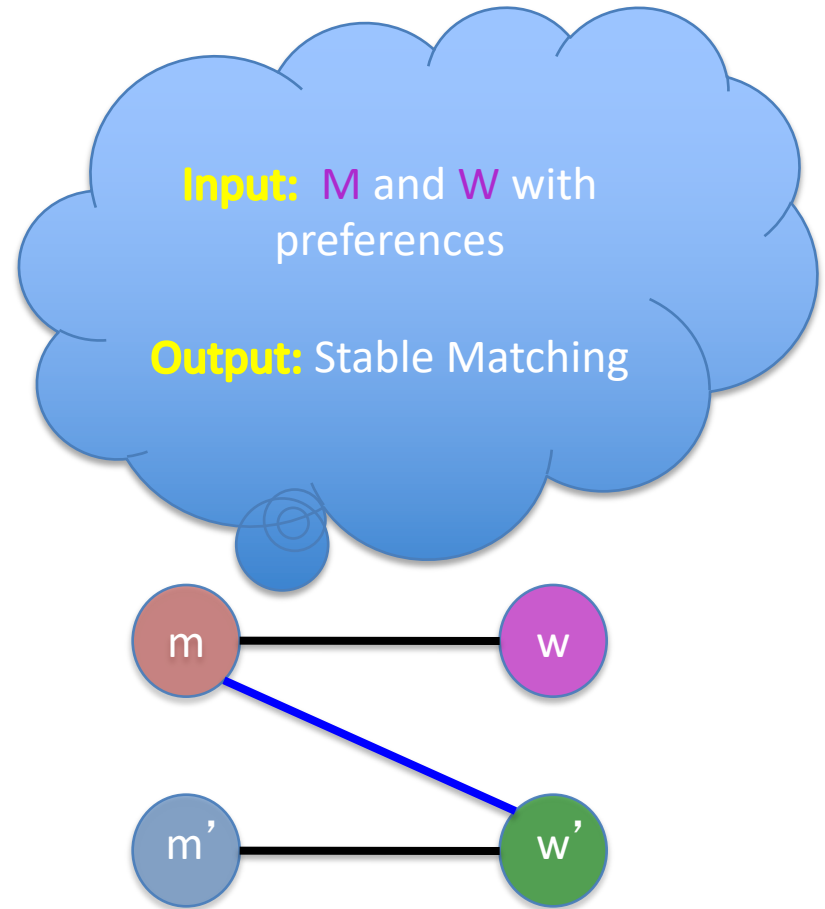 Input: M and W with
preferences
Output: Stable Matching
m
w
m’
w’